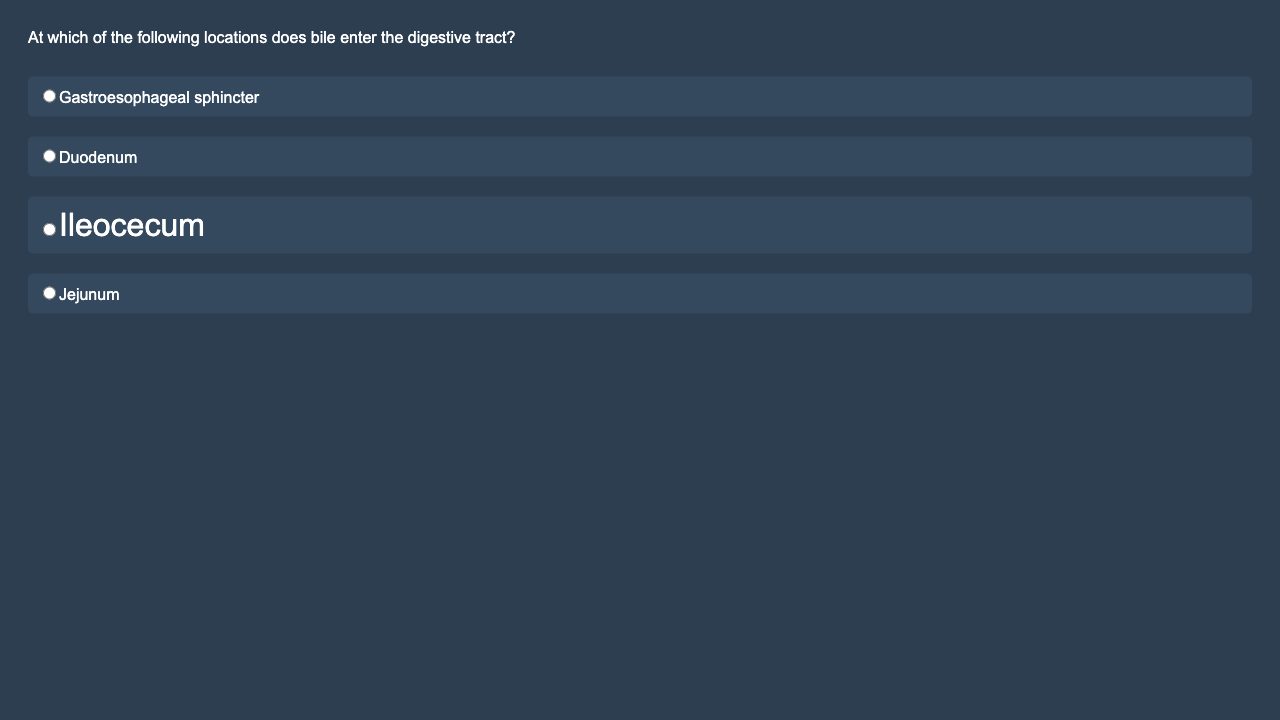 At which of the following locations does bile enter the digestive tract?
Gastroesophageal sphincter
Duodenum
Ileocecum
Jejunum